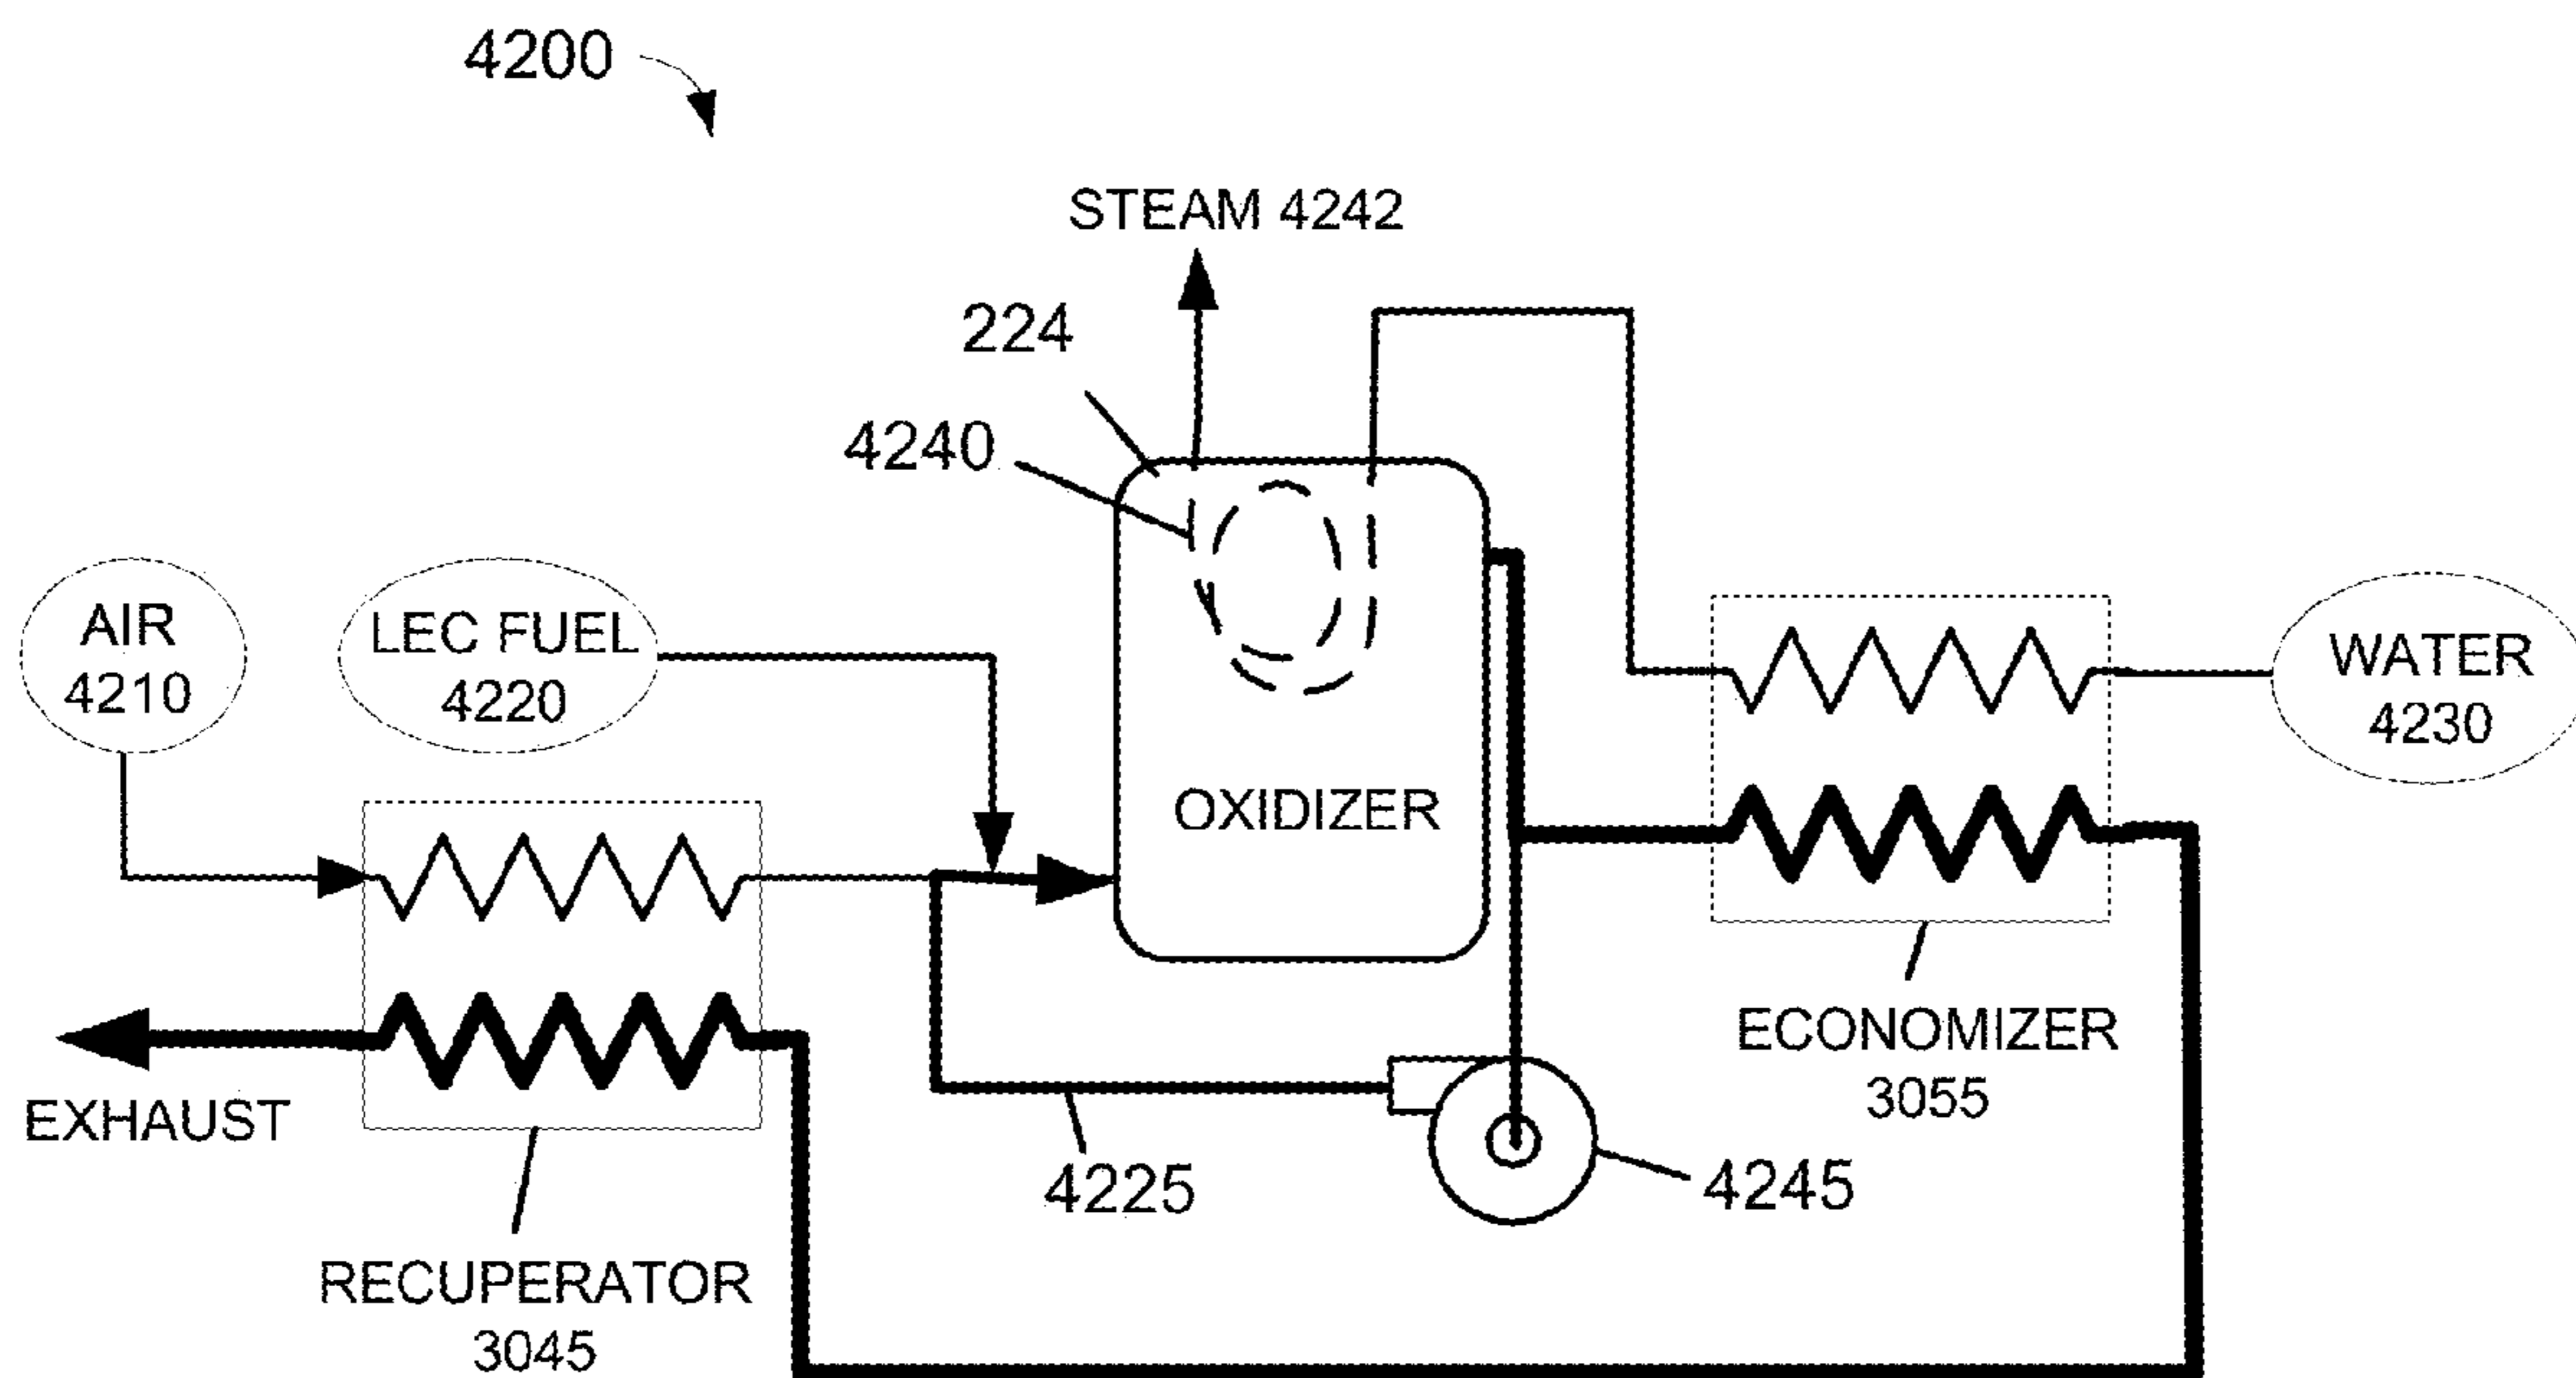 4200
STEAM 4242
224
4240
AIR
4210
LEC FUEL
4220
WATER
4230
OXIDIZER
ECONOMIZER
3055
EXHAUST
4225
4245
RECUPERATOR
3045